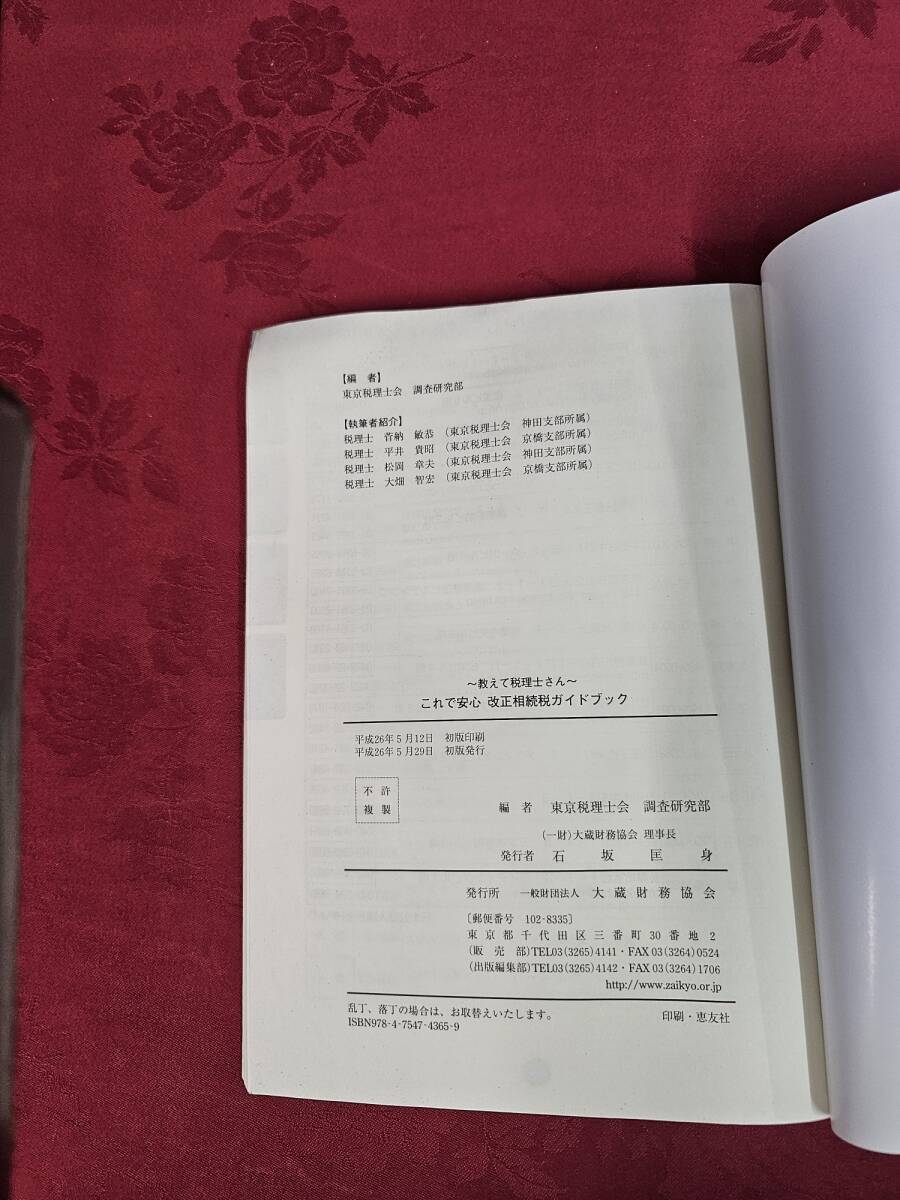 【編　者】
東京税理士会　調査研究部
【執筆者紹介】
税理士　菅納　敏恭（東京税理士会　神田支部所属）
税理士　平井　貴昭（東京税理士会　京橋支部所属）
税理士　松岡　章夫（東京税理士会　神田支部所属）
税理士　大畑　智宏（東京税理士会　京橋支部所属）
～教えて税理士さん～
これで安心 改正相続税ガイドブック
平成26年5月12日　初版印刷
平成26年5月29日　初版発行
不許
複製
編　者　東京税理士会　調査研究部
（一財）大蔵財務協会 理事長
発行者　石　坂　匡　身
発行所　一般財団法人　大蔵財務協会
〔郵便番号　102-8335〕
東京都千代田区三番町30番地2
(販　売　部)TEL03(3265)4141・FAX03(3264)0524
(出版編集部)TEL03(3265)4142・FAX03(3264)1706
http://www.zaikyo.or.jp
乱丁、落丁の場合は、お取替えいたします。
ISBN978-4-7547-4365-9
印刷・恵友社